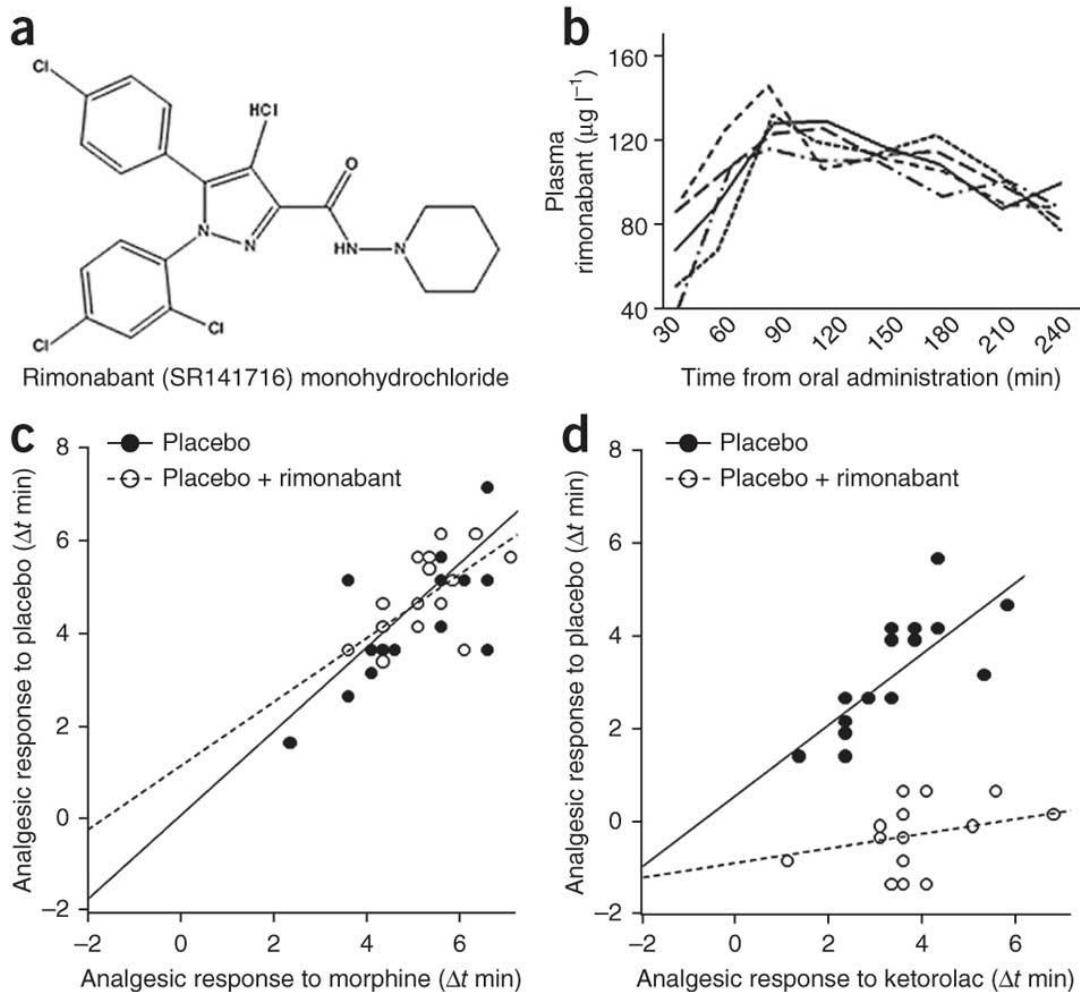 a
Cl
HCl
O
N
N
HN
N
Cl
Cl
Rimonabant (SR141716) monohydrochloride
b
Plasma
rimonabant (µg l⁻¹)
160
120
80
40
30
60
90
120
150
180
210
240
Time from oral administration (min)
c
Placebo
Placebo + rimonabant
Analgesic response to placebo (Δt min)
8
6
4
2
0
–2
–2
0
2
4
6
Analgesic response to morphine (Δt min)
d
Placebo
Placebo + rimonabant
Analgesic response to placebo (Δt min)
8
6
4
2
0
–2
–2
0
2
4
6
Analgesic response to ketorolac (Δt min)